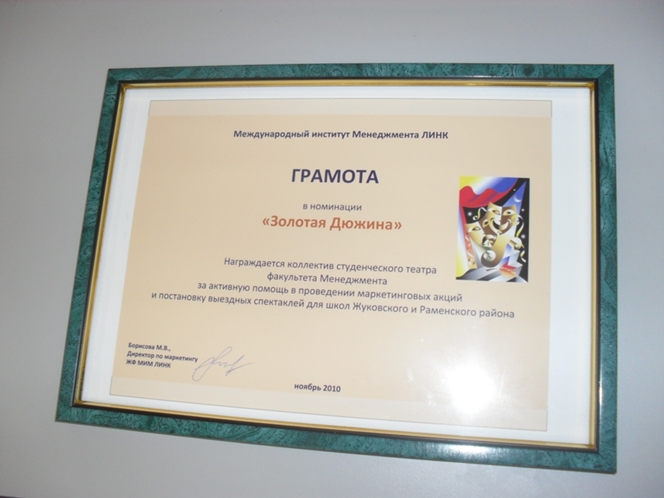 Международный институт Менеджмента ЛИНК
ГРАМОТА
в номинации
«Золотая Дюжина»
Награждается коллектив студенческого театра
факультета Менеджмента
за активную помощь в проведении маркетинговых акций
и постановку выездных спектаклей для школ Жуковского и Раменского района
Борисова М.В.,
Директор по маркетингу
ЖФ МИМ ЛИНК
ноябрь 2010